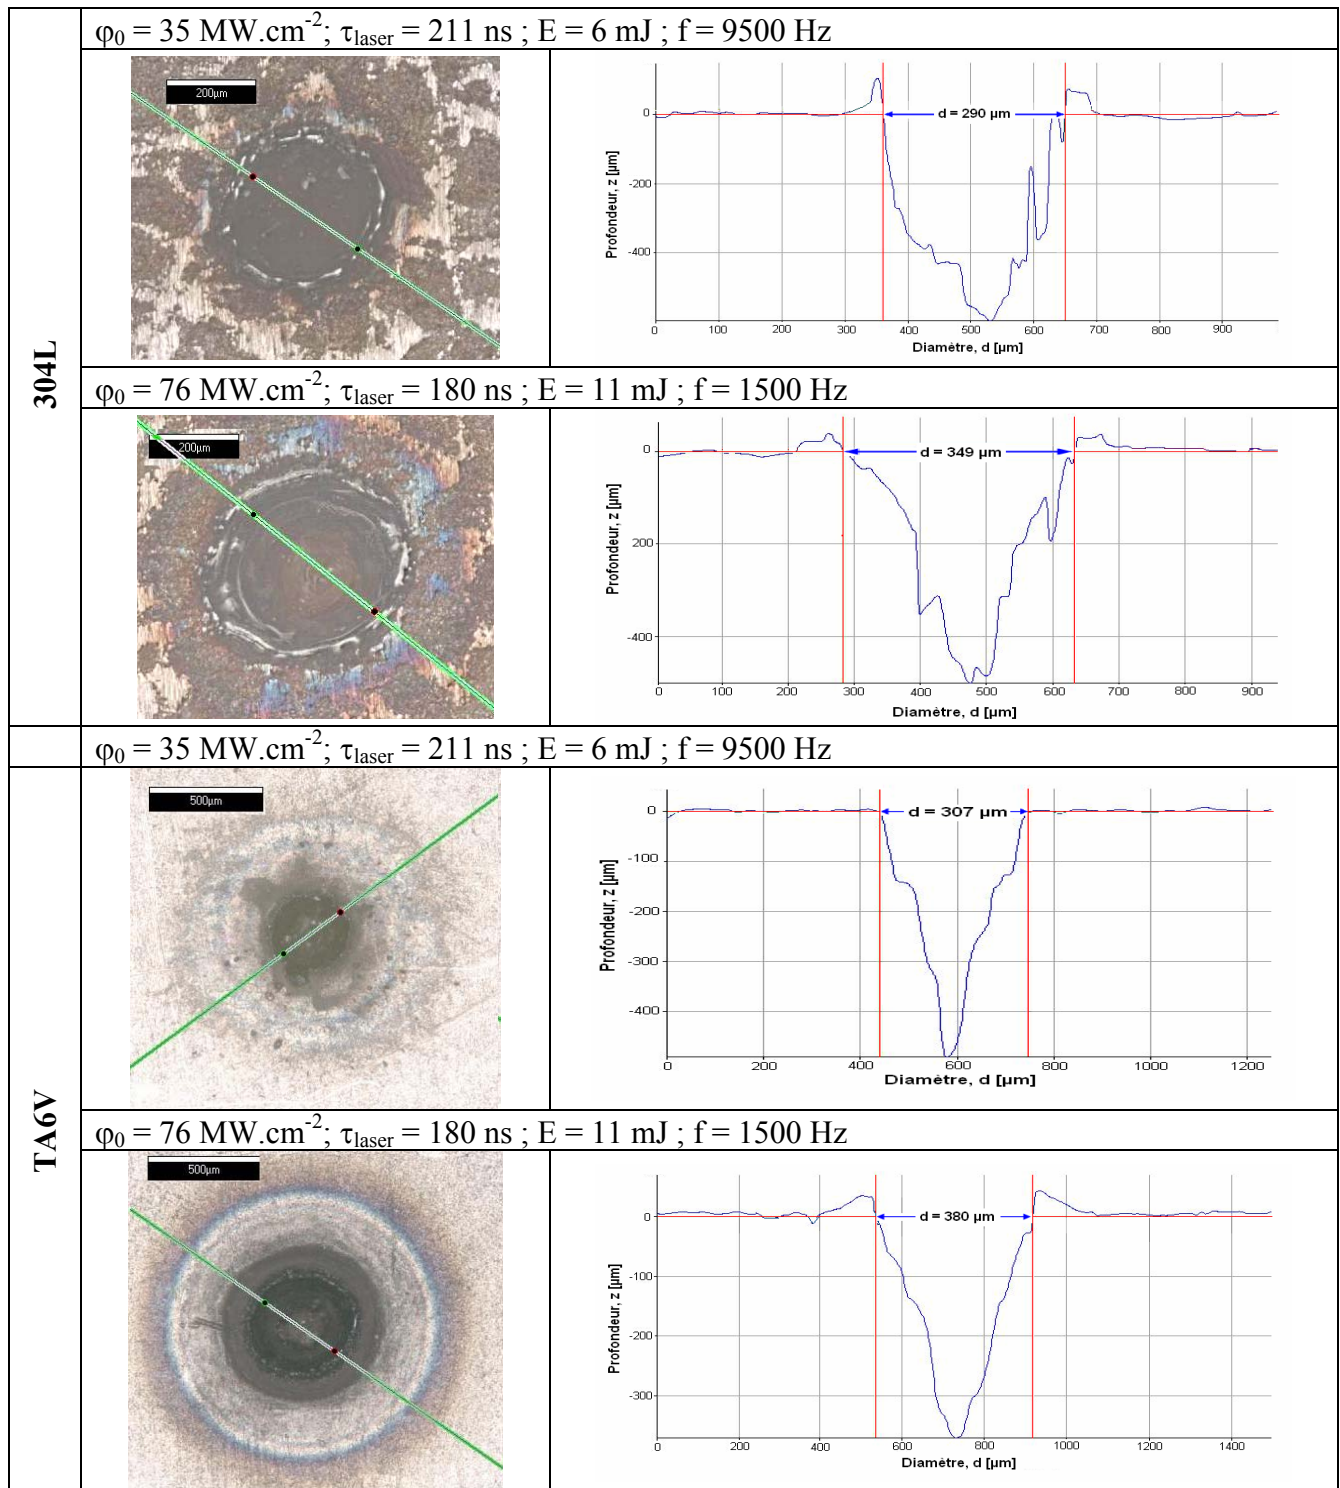 304L
φ₀ = 35 MW.cm⁻²; τlaser = 211 ns ; E = 6 mJ ; f = 9500 Hz
200µm
d = 290 µm
Profondeur, z [µm]
0
-200
-400
0 100 200 300 400 500 600 700 800 900
Diamètre, d [µm]
φ₀ = 76 MW.cm⁻²; τlaser = 180 ns ; E = 11 mJ ; f = 1500 Hz
200µm
d = 349 µm
Profondeur, z [µm]
0
200
-400
0 100 200 300 400 500 600 700 800 900
Diamètre, d [µm]
TA6V
φ₀ = 35 MW.cm⁻²; τlaser = 211 ns ; E = 6 mJ ; f = 9500 Hz
500µm
d = 307 µm
Profondeur, z [µm]
0
-100
-200
-300
-400
0 200 400 600 800 1000 1200
Diamètre, d [µm]
φ₀ = 76 MW.cm⁻²; τlaser = 180 ns ; E = 11 mJ ; f = 1500 Hz
500µm
d = 380 µm
Profondeur, z [µm]
0
-100
-200
-300
0 200 400 600 800 1000 1200 1400
Diamètre, d [µm]